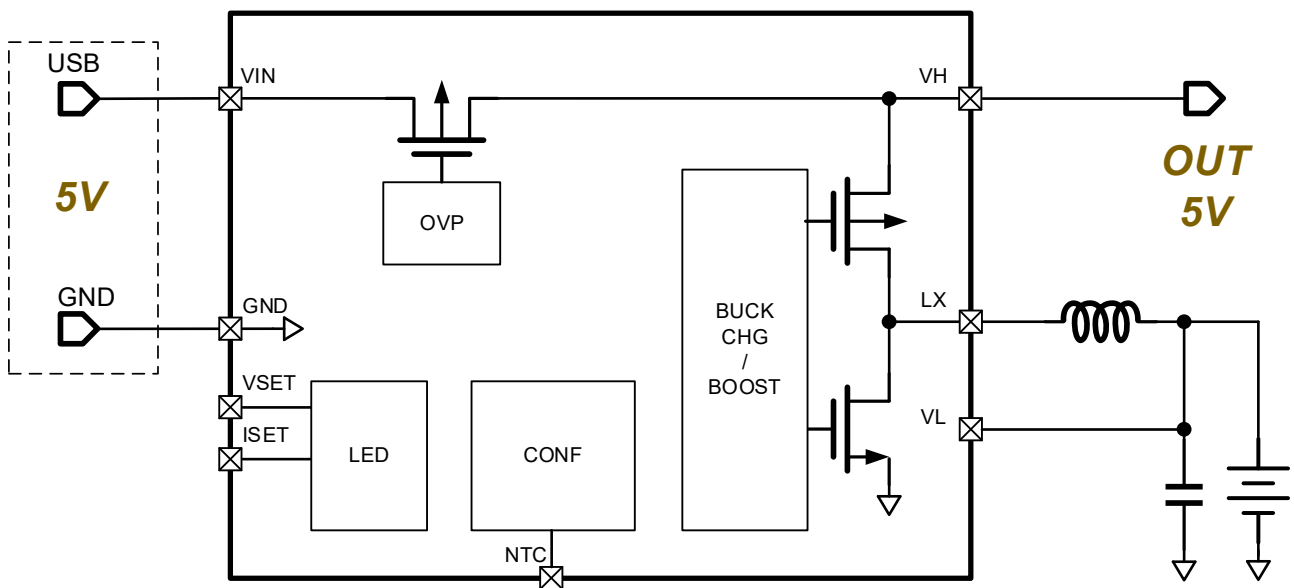 USB
VIN
VH
5V
OVP
OUT
5V
GND
GND
LX
BUCK
CHG
/
BOOST
VSET
ISET
LED
CONF
VL
NTC